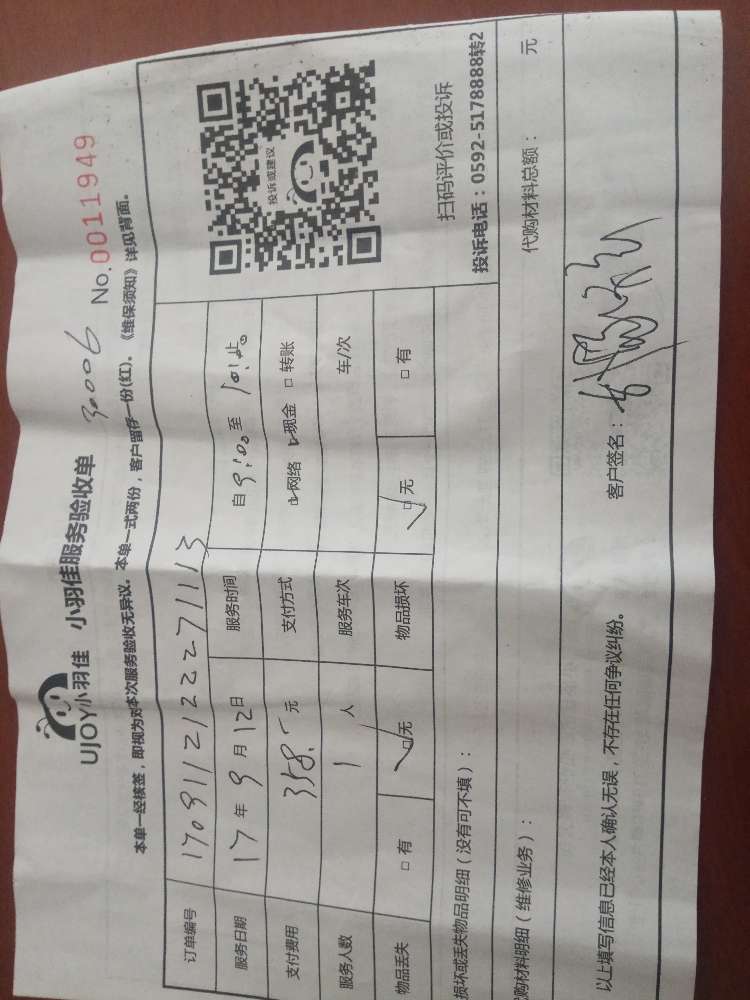 UJOY小羽佳 小羽佳服务验收单 30006 No.0011949
本单一经核签，即视为对本次服务验收无异议。本单一式两份，客户留存一份(红)。《维保须知》详见背面。
订单编号 1709112122271113
服务日期 17年9月12日 服务时间 自9:00至
支付费用 358.元 支付方式 网络 现金 □转账
服务人数 1人 服务车次 车/次
物品丢失 □有 □无 物品损坏 □无 □有
投诉或建议
扫码评价或投诉
投诉电话：0592-5178888转2
损坏或丢失物品明细（没有可不填）：
购材料明细（维修业务）： 代购材料总额： 元
以上填写信息已经本人确认无误，不存在任何争议纠纷。 客户签名：